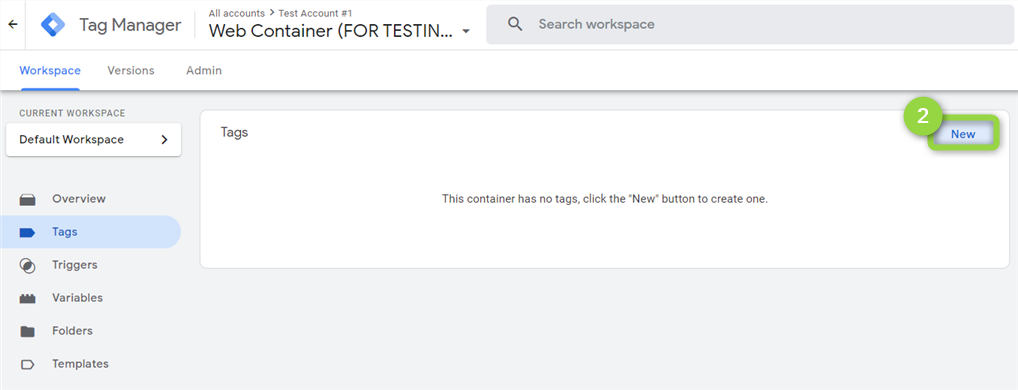 All accounts > Test Account #1
Tag Manager
Web Container (FOR TESTIN...
Search workspace
Workspace
Versions
Admin
CURRENT WORKSPACE
Default Workspace
Tags
2
New
This container has no tags, click the "New" button to create one.
Overview
Tags
Triggers
Variables
Folders
Templates